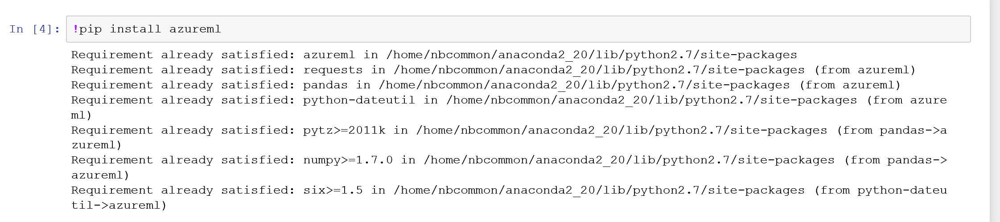 In [4]: !pip install azureml
Requirement already satisfied: azureml in /home/nbcommon/anaconda2_20/lib/python2.7/site-packages
Requirement already satisfied: requests in /home/nbcommon/anaconda2_20/lib/python2.7/site-packages (from azureml)
Requirement already satisfied: pandas in /home/nbcommon/anaconda2_20/lib/python2.7/site-packages (from azureml)
Requirement already satisfied: python-dateutil in /home/nbcommon/anaconda2_20/lib/python2.7/site-packages (from azure
ml)
Requirement already satisfied: pytz>=2011k in /home/nbcommon/anaconda2_20/lib/python2.7/site-packages (from pandas->a
zureml)
Requirement already satisfied: numpy>=1.7.0 in /home/nbcommon/anaconda2_20/lib/python2.7/site-packages (from pandas->
azureml)
Requirement already satisfied: six>=1.5 in /home/nbcommon/anaconda2_20/lib/python2.7/site-packages (from python-dateu
til->azureml)